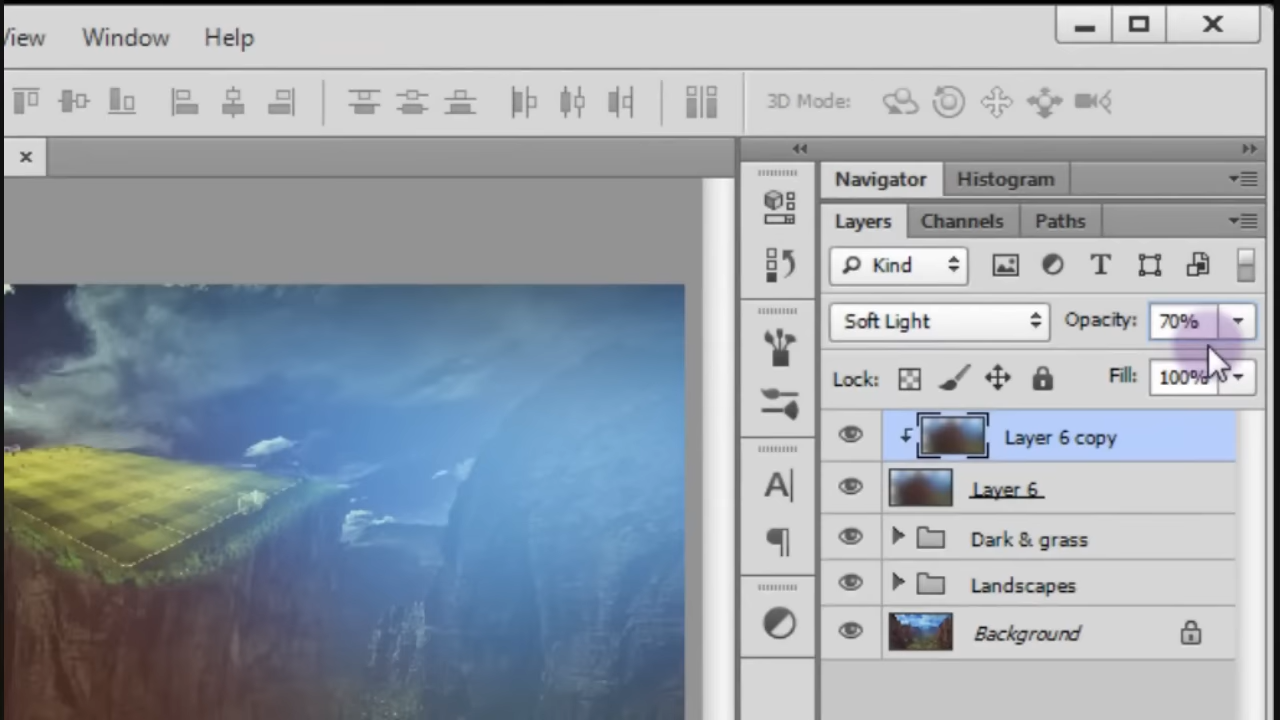 View Window Help
3D Mode:
Navigator Histogram
Layers Channels Paths
Kind T
Soft Light Opacity: 70%
Lock: Fill: 100%
Layer 6 copy
A Layer 6
Dark & grass
Landscapes
Background